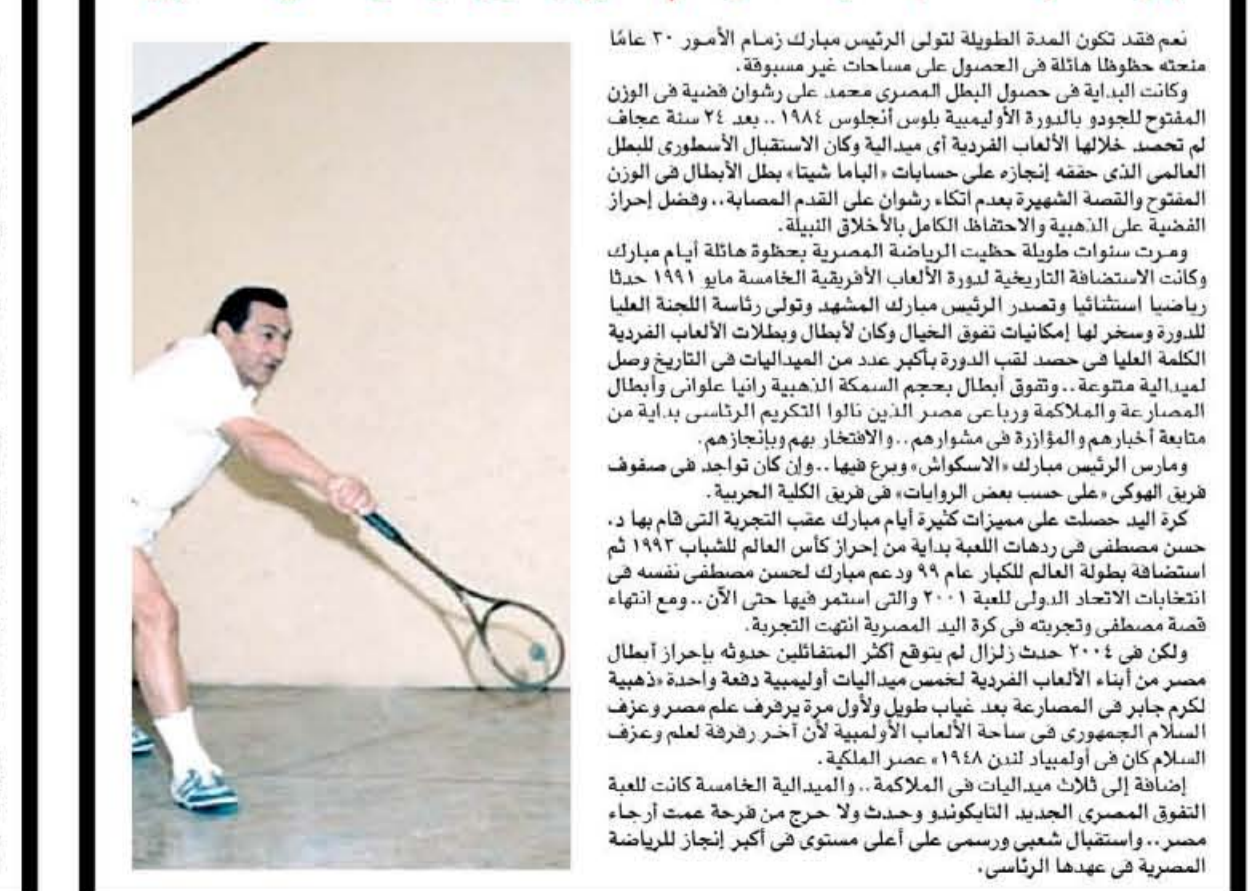 نعم فقد تكون المدة الطويلة لتولى الرئيس مبارك زمام الأمور ٣٠ عامًا
منحته حظوظا هائلة فى الحصول على مساحات غير مسبوقة.
وكانت البداية فى حصول البطل المصرى محمد على رشوان فضية فى الوزن
المفتوح للجودو بالدورة الأوليمبية بلوس أنجلوس ١٩٨٤ .. بعد ٢٤ سنة عجاف
لم تحصد خلالها الألعاب الفردية أى ميدالية وكان الاستقبال الأسطورى للبطل
العالمى الذى حققه إنجازه على حسابات «الياما شيتا» بطل الأبطال فى الوزن
المفتوح والقصة الشهيرة بعدم اتكاء رشوان على القدم المصابة.. وفضل إحراز
الفضية على الذهبية والاحتفاظ الكامل بالأخلاق النبيلة.
ومرت سنوات طويلة حظيت الرياضة المصرية بحظوة هائلة أيام مبارك
وكانت الاستضافة التاريخية لدورة الألعاب الأفريقية الخامسة مايو ١٩٩١ حدثا
رياضيا استثنائيا وتصدر الرئيس مبارك المشهد وتولى رئاسة اللجنة العليا
للدورة وسخر لها إمكانيات تفوق الخيال وكان لأبطال وبطلات الألعاب الفردية
الكلمة العليا فى حصد لقب الدورة بأكبر عدد من الميداليات فى التاريخ وصل
لميدالية متنوعة.. وتفوق أبطال بحجم السمكة الذهبية رانيا علوانى وأبطال
المصارعة والملاكمة ورباعى مصر الذين نالوا التكريم الرئاسى بداية من
متابعة أخبارهم والمؤازرة فى مشوارهم.. والافتخار بهم وبإنجازهم.
ومارس الرئيس مبارك «الاسكواش» وبرع فيها .. وإن كان تواجد فى صفوف
فريق الهوكى «على حسب بعض الروايات» فى فريق الكلية الحربية.
كرة اليد حصلت على مميزات كثيرة أيام مبارك عقب التجربة التى قام بها د.
حسن مصطفى فى ردهات اللعبة بداية من إحراز كأس العالم للشباب ١٩٩٣ ثم
استضافة بطولة العالم للكبار عام ٩٩ ودعم مبارك لحسن مصطفى نفسه فى
انتخابات الاتحاد الدولى للعبة ٢٠٠١ والتى استمر فيها حتى الآن.. ومع انتهاء
قصة مصطفى وتجربته فى كرة اليد المصرية انتهت التجربة.
ولكن فى ٢٠٠٤ حدث زلزال لم يتوقع أكثر المتفائلين حدوثه بإحراز أبطال
مصر من أبناء الألعاب الفردية لخمس ميداليات أوليمبية دفعة واحدة «ذهبية
لكرم جابر فى المصارعة بعد غياب طويل ولأول مرة يرفرف علم مصر وعزف
السلام الجمهورى فى ساحة الألعاب الأولمبية لأن آخر رفرفة لعلم وعزف
السلام كان فى أولمبياد لندن ١٩٤٨» عصر الملكية.
إضافة إلى ثلاث ميداليات فى الملاكمة.. والميدالية الخامسة كانت للعبة
التفوق المصرى الجديد التايكوندو وحدث ولا حرج من فرحة عمت أرجاء
مصر.. واستقبال شعبى ورسمى على أعلى مستوى فى أكبر إنجاز للرياضة
المصرية فى عهدها الرئاسى.